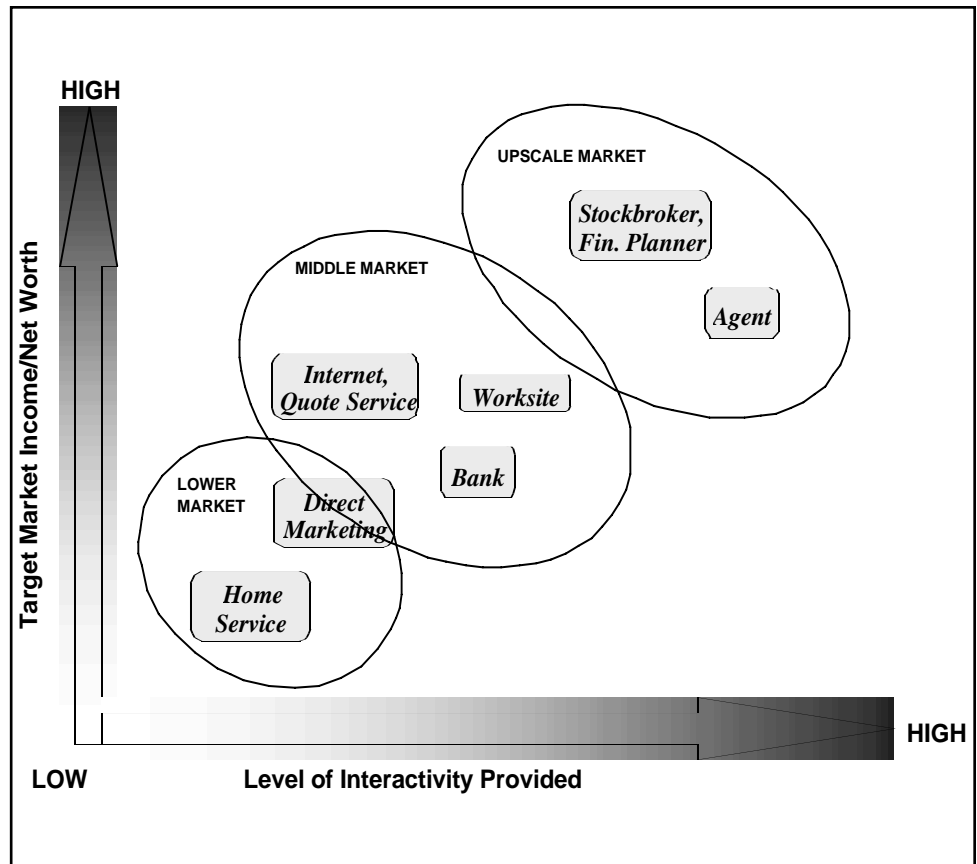 HIGH
UPSCALE MARKET
Stockbroker,
Fin. Planner
MIDDLE MARKET
Agent
Internet,
Quote Service
Worksite
Bank
LOWER
MARKET
Direct
Marketing
Home
Service
Target Market Income/Net Worth
HIGH
LOW
Level of Interactivity Provided